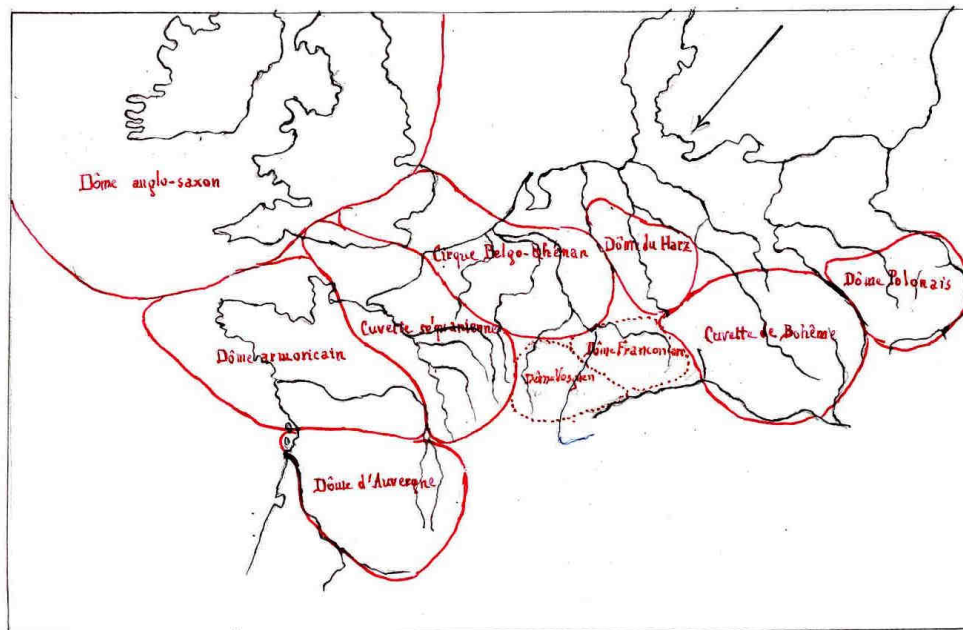 Dôme anglo-saxon
Cirque Belgo-Rhénan
Dôme du Harz
Dôme Polonais
Dôme armoricain
Cuvette séquanienne
Dôme Vosgien
Dôme Franconien
Cuvette de Bohême
Dôme d'Auvergne